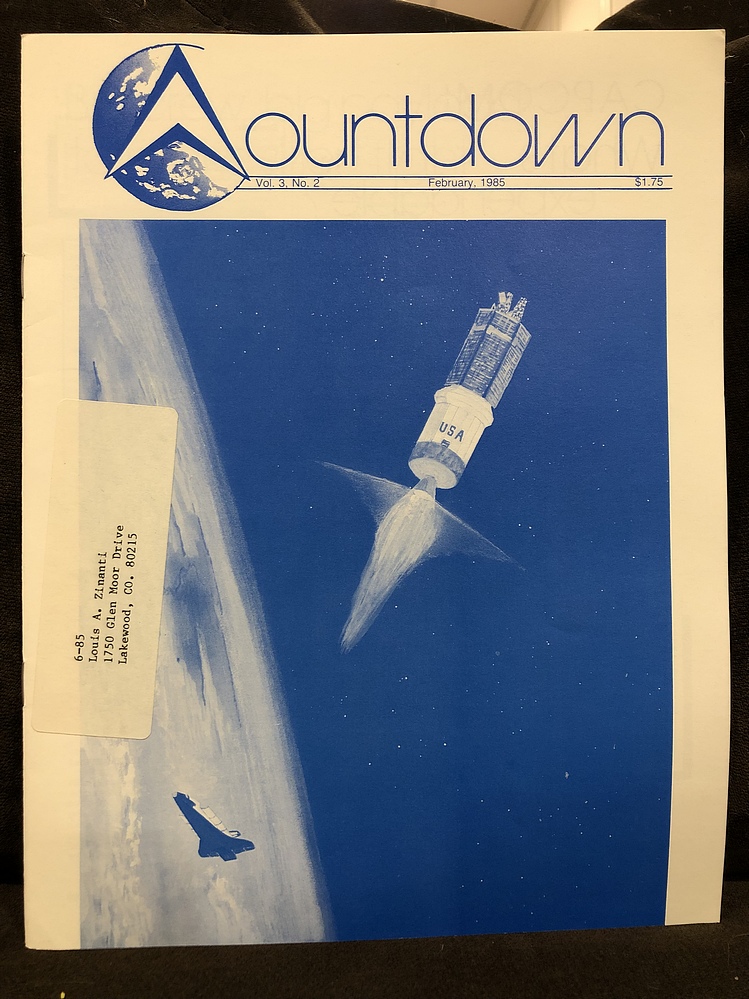 Countdown
Vol. 3, No. 2 February, 1985 $1.75
USA
6-85
Louis A. Zinanti
1750 Glen Moor Drive
Lakewood, CO. 80215